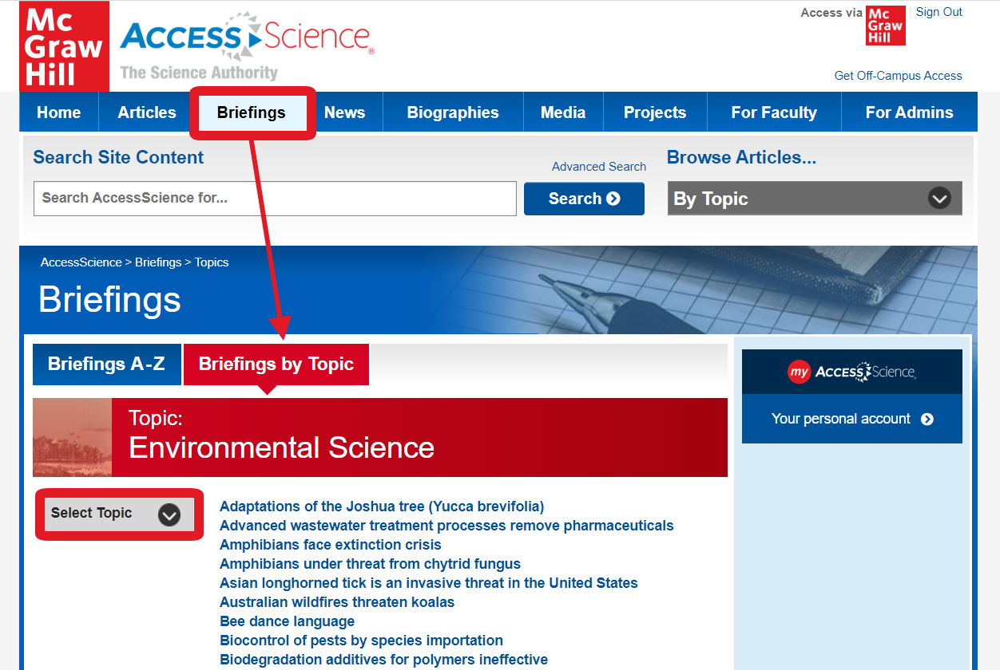 Mc
Graw
Hill
ACCESS Science®
The Science Authority
Access via
Mc
Graw
Hill
Sign Out
Get Off-Campus Access
Home Articles Briefings News Biographies Media Projects For Faculty For Admins
Search Site Content
Advanced Search
Browse Articles...
Search AccessScience for...
Search
By Topic
AccessScience > Briefings > Topics
Briefings
Briefings A-Z
Briefings by Topic
my ACCESS Science
Your personal account
Topic:
Environmental Science
Select Topic
Adaptations of the Joshua tree (Yucca brevifolia)
Advanced wastewater treatment processes remove pharmaceuticals
Amphibians face extinction crisis
Amphibians under threat from chytrid fungus
Asian longhorned tick is an invasive threat in the United States
Australian wildfires threaten koalas
Bee dance language
Biocontrol of pests by species importation
Biodegradation additives for polymers ineffective